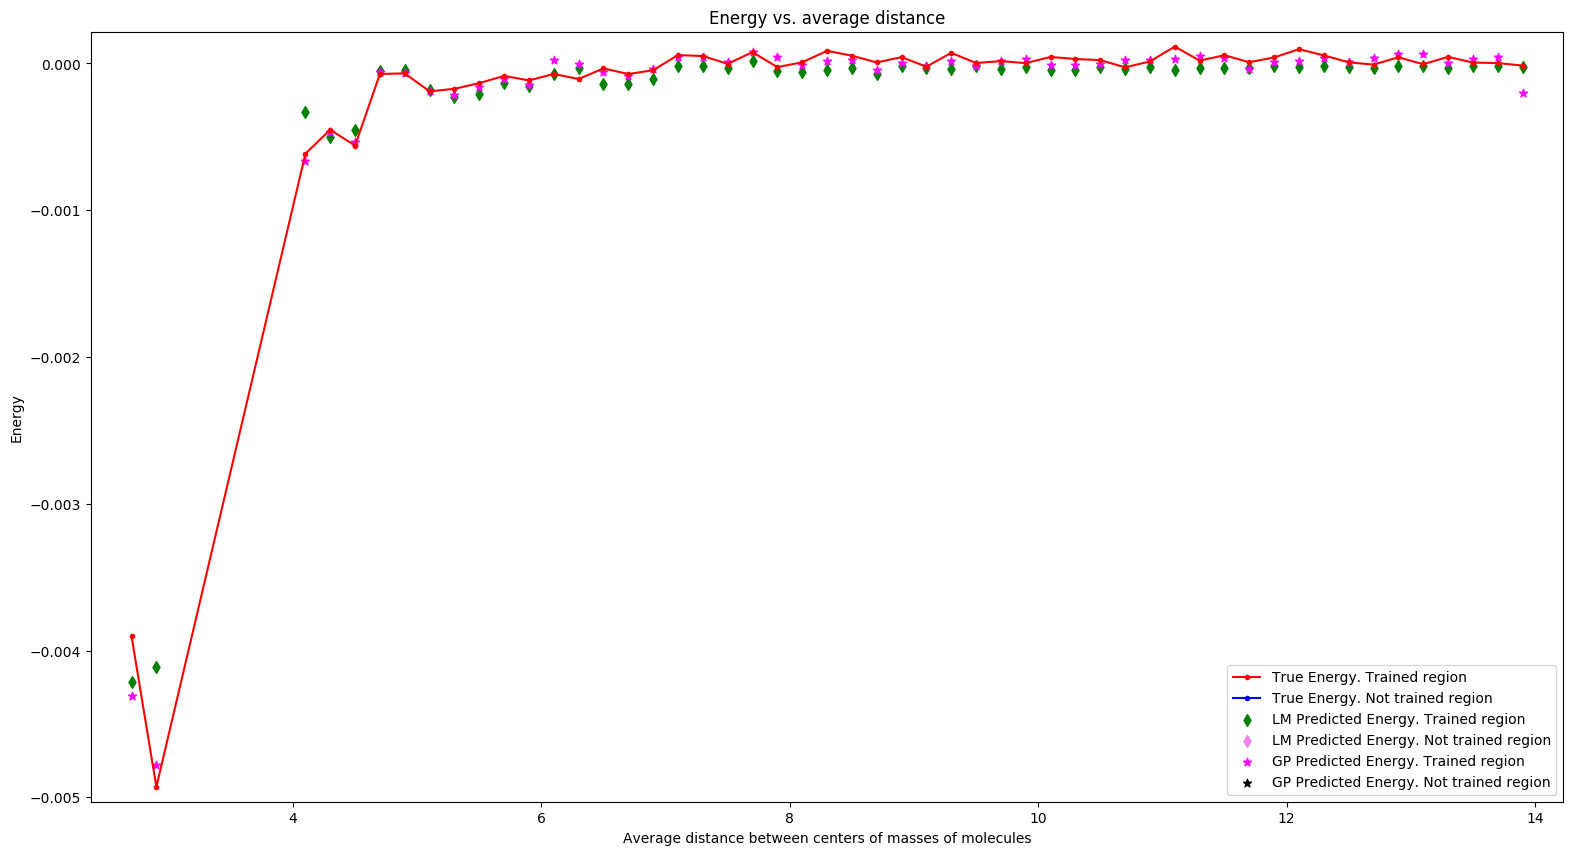 Energy vs. average distance
0.000
−0.001
−0.002
−0.003
−0.004
−0.005
Energy
4
6
8
10
12
14
Average distance between centers of masses of molecules
True Energy. Trained region
True Energy. Not trained region
LM Predicted Energy. Trained region
LM Predicted Energy. Not trained region
GP Predicted Energy. Trained region
GP Predicted Energy. Not trained region